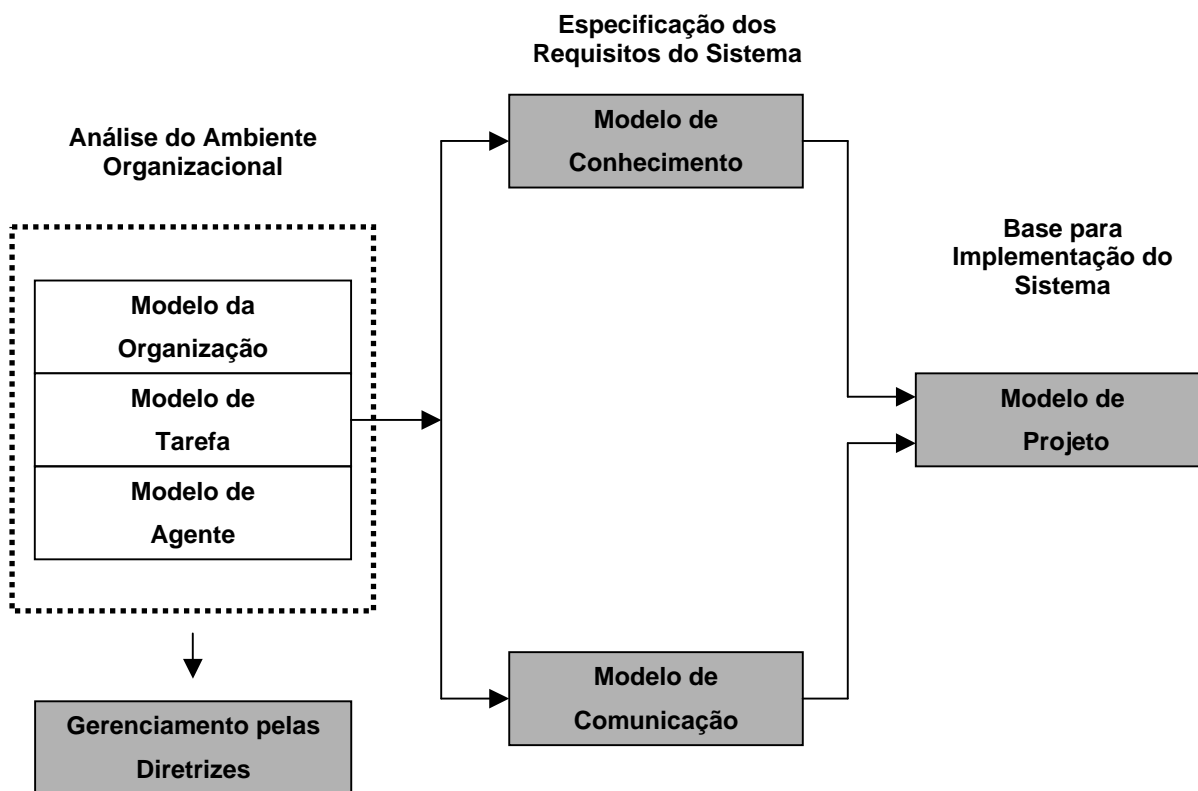 Especificação dos
Requisitos do Sistema
Modelo de
Conhecimento
Análise do Ambiente
Organizacional
Base para
Implementação do
Sistema
Modelo da
Organização
Modelo de
Tarefa
Modelo de
Agente
Modelo de
Projeto
Modelo de
Comunicação
Gerenciamento pelas
Diretrizes